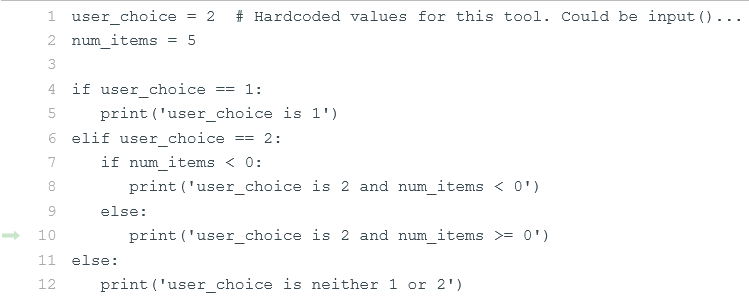 1 user_choice = 2  # Hardcoded values for this tool. Could be input()...
2 num_items = 5
3
4 if user_choice == 1:
5    print('user_choice is 1')
6 elif user_choice == 2:
7    if num_items < 0:
8       print('user_choice is 2 and num_items < 0')
9    else:
10       print('user_choice is 2 and num_items >= 0')
11 else:
12    print('user_choice is neither 1 or 2')